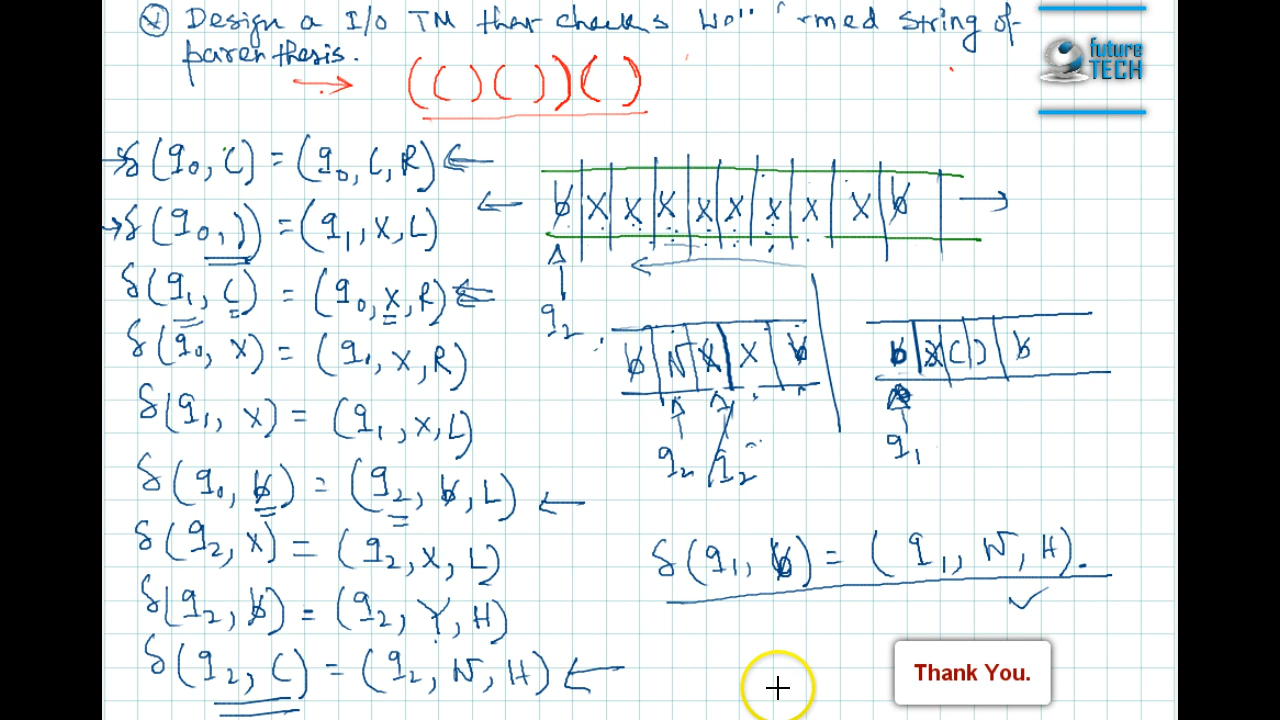 Design a I/o TM that checks formed string of
parenthesis.
future
TECH
→ ( ( ) ( ) ) ( )
δ(q0, () = (q0, (, R) ←
δ(q0, )) = (q1, X, L)
δ(q1, () = (q0, X, R) ←
δ(q0, X) = (q1, X, R)
δ(q1, X) = (q1, X, L)
δ(q0, b) = (q2, b, L) ←
δ(q2, X) = (q2, X, L)
δ(q2, b) = (q2, Y, H)
δ(q2, () = (q2, N, H) ←
← b X X X X X X X X b →
q2
b N X X b
q2 q2
b X ( ) b
q1
δ(q1, b) = (q1, N, H).
Thank You.